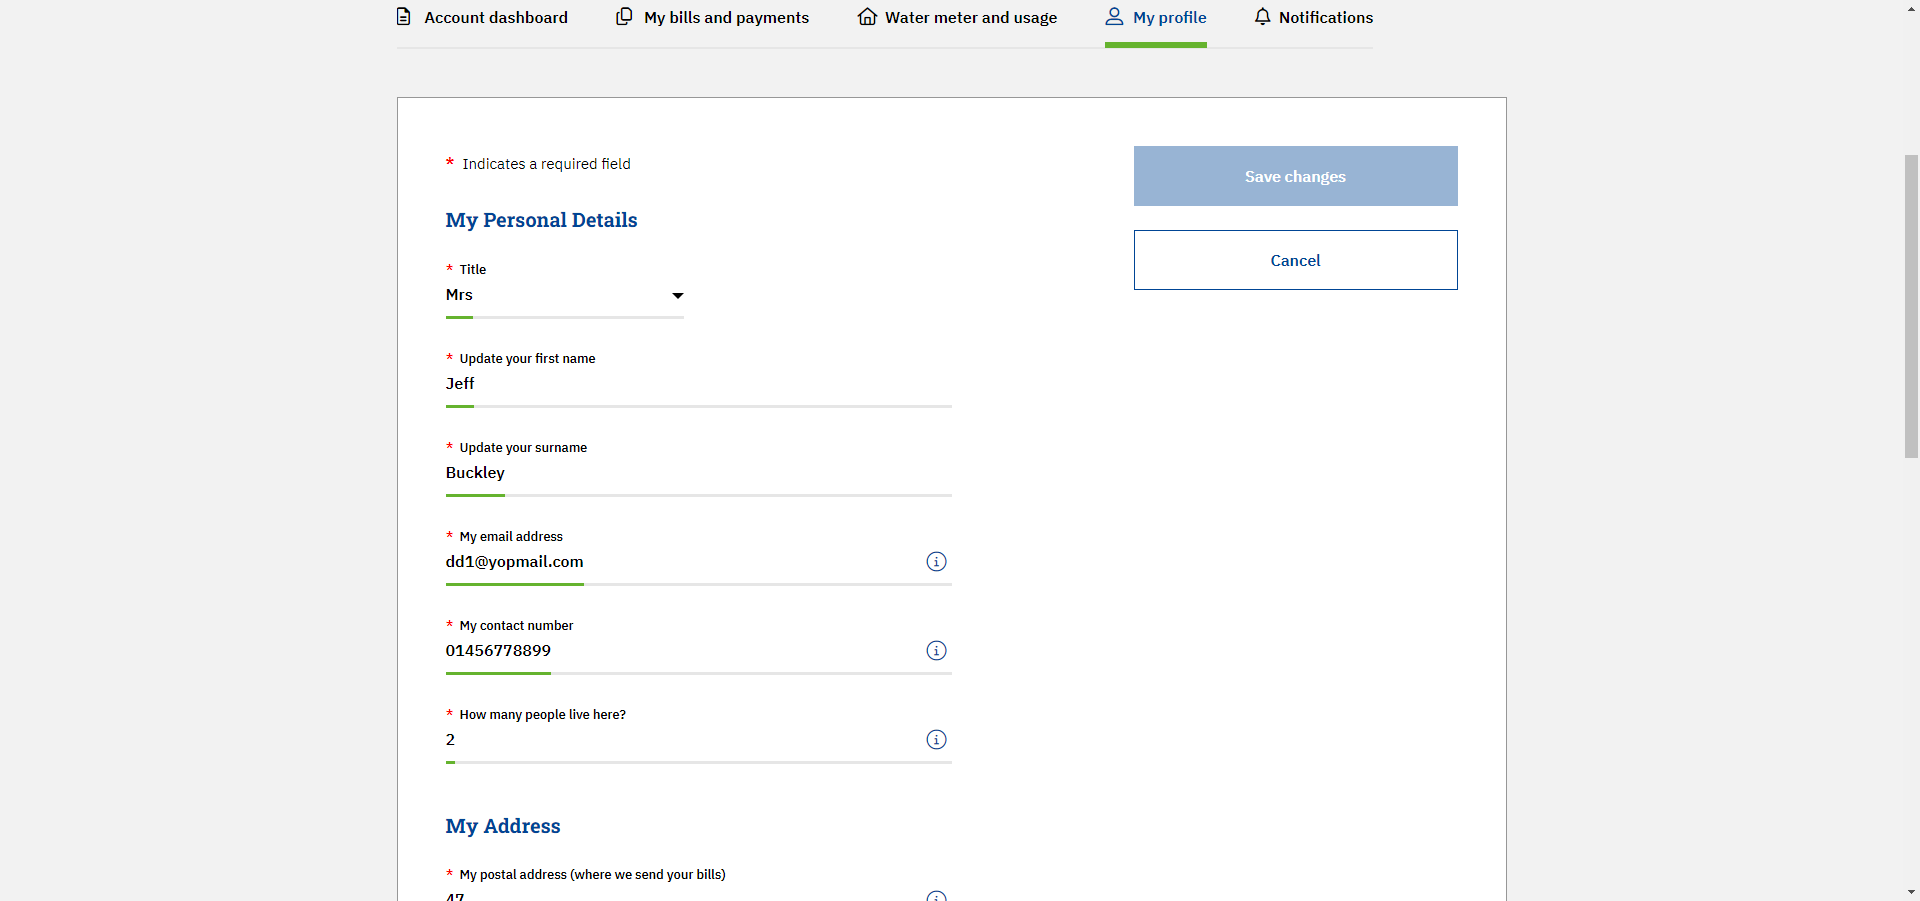 Account dashboard
My bills and payments
Water meter and usage
My profile
Notifications
* Indicates a required field
Save changes
Cancel
My Personal Details
* Title
Mrs
* Update your first name
Jeff
* Update your surname
Buckley
* My email address
dd1@yopmail.com
* My contact number
01456778899
* How many people live here?
2
My Address
* My postal address (where we send your bills)
47